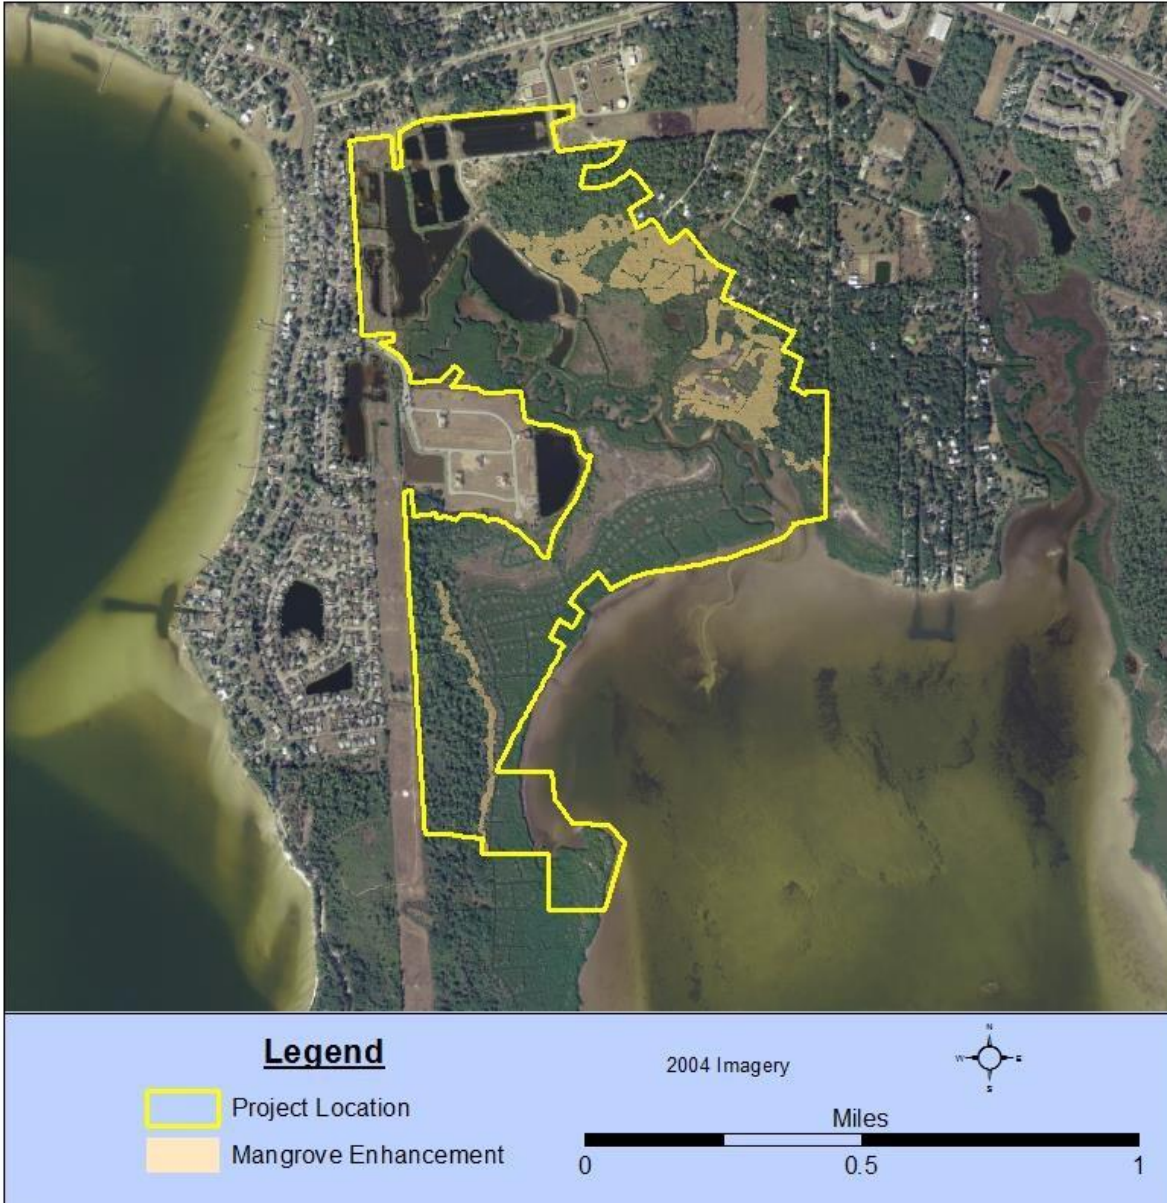 Legend
Project Location
Mangrove Enhancement
2004 Imagery
N
W E
S
Miles
0 0.5 1